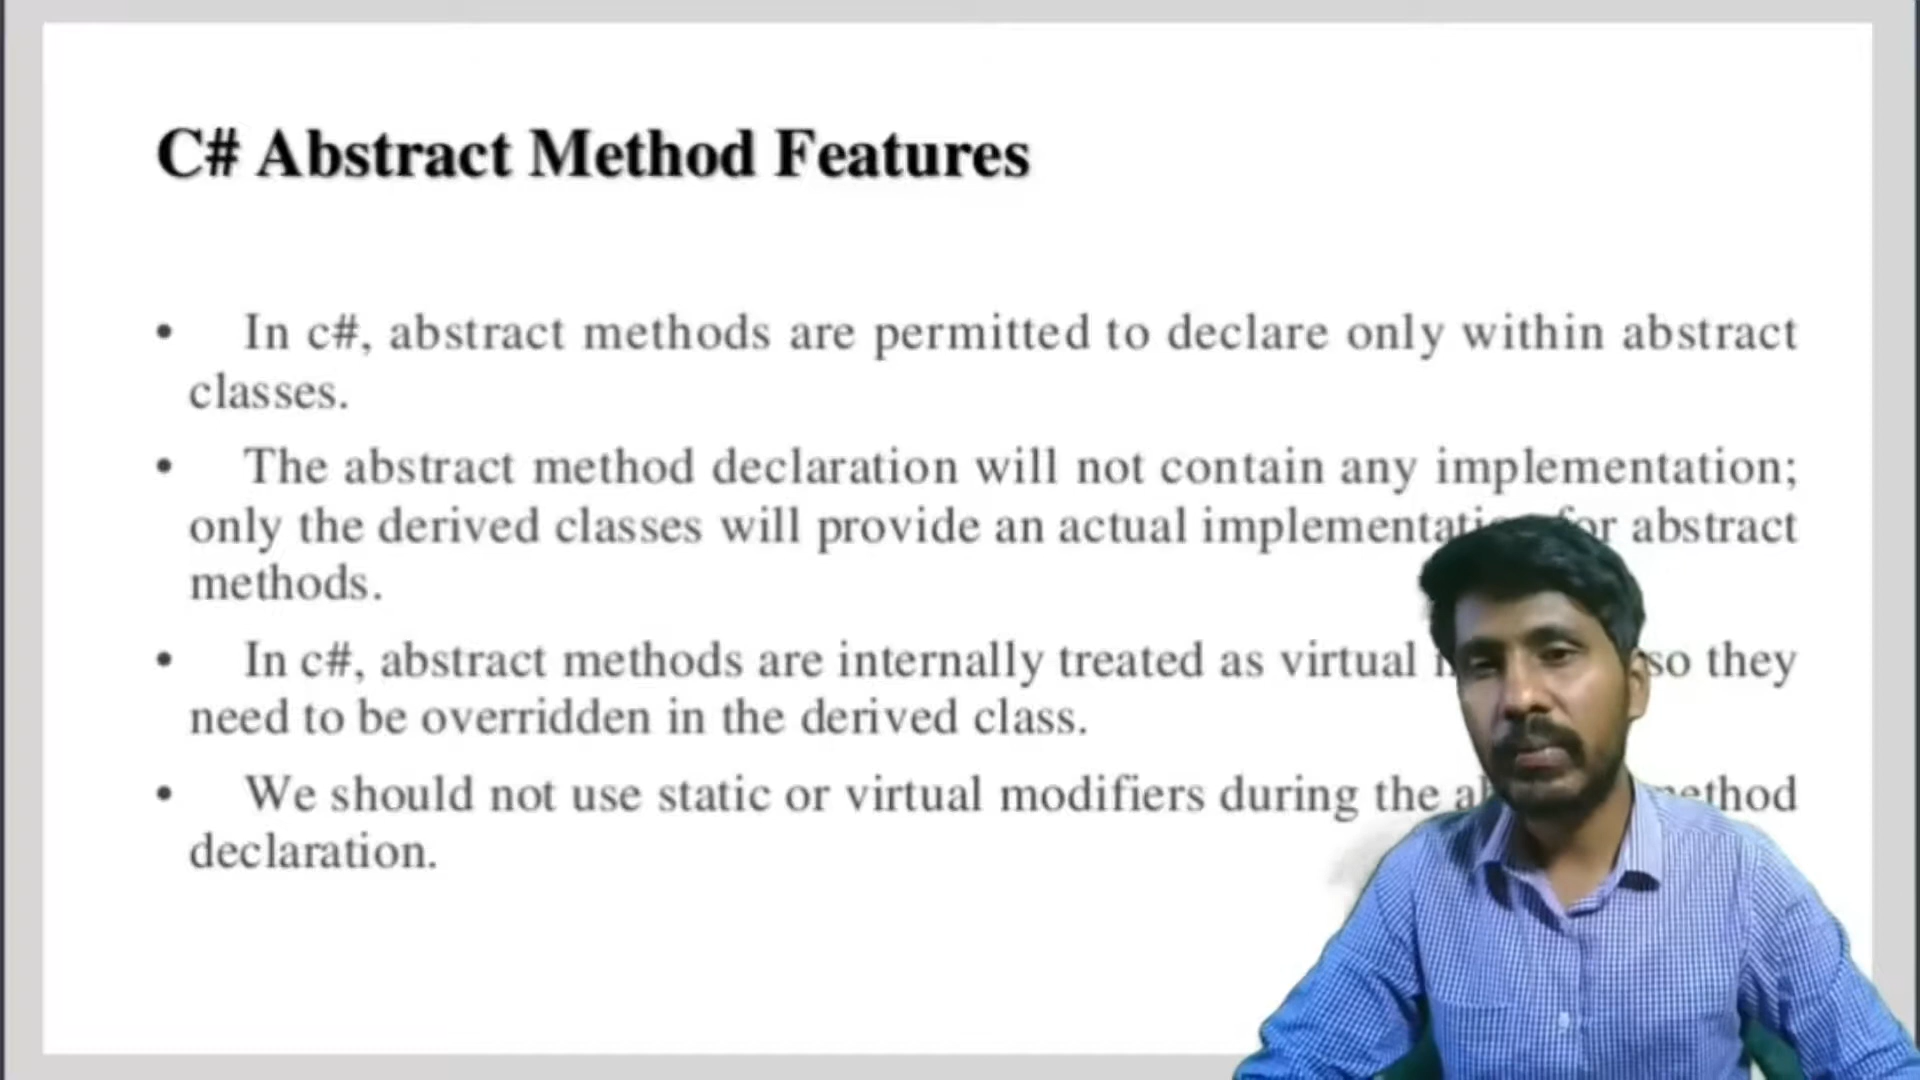 C# Abstract Method Features
• In c#, abstract methods are permitted to declare only within abstract
classes.
• The abstract method declaration will not contain any implementation;
only the derived classes will provide an actual implementation for abstract
methods.
• In c#, abstract methods are internally treated as virtual so they
need to be overridden in the derived class.
• We should not use static or virtual modifiers during the method
declaration.